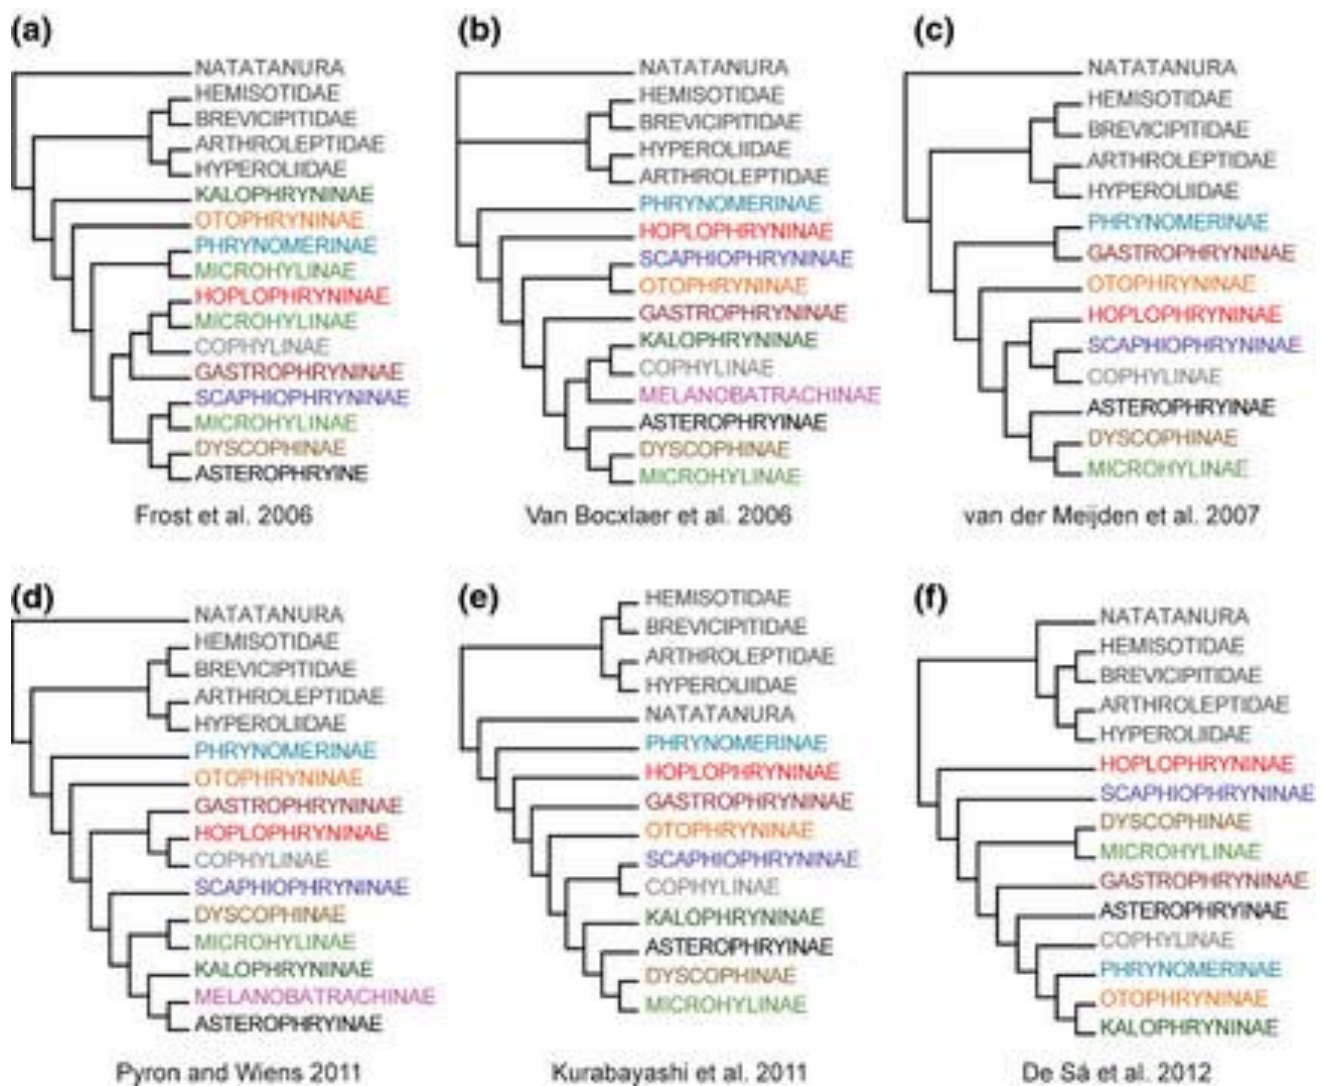 (a)
NATATANURA
HEMISOTIDAE
BREVICIPITIDAE
ARTHROLEPTIDAE
HYPEROLIIDAE
KALOPHRYNINAE
OTOPHRYNINAE
PHRYNOMERINAE
MICROHYLINAE
HOPLOPHRYNINAE
MICROHYLINAE
COPHYLINAE
GASTROPHRYNINAE
SCAPHIOPHRYNINAE
MICROHYLINAE
DYSCOPHINAE
ASTEROPHRYINE
Frost et al. 2006
(b)
NATATANURA
HEMISOTIDAE
BREVICIPITIDAE
HYPEROLIIDAE
ARTHROLEPTIDAE
PHRYNOMERINAE
HOPLOPHRYNINAE
SCAPHIOPHRYNINAE
OTOPHRYNINAE
GASTROPHRYNINAE
KALOPHRYNINAE
COPHYLINAE
MELANOBATRACHINAE
ASTEROPHRYINAE
DYSCOPHINAE
MICROHYLINAE
Van Bocxlaer et al. 2006
(c)
NATATANURA
HEMISOTIDAE
BREVICIPITIDAE
ARTHROLEPTIDAE
HYPEROLIIDAE
PHRYNOMERINAE
GASTROPHRYNINAE
OTOPHRYNINAE
HOPLOPHRYNINAE
SCAPHIOPHRYNINAE
COPHYLINAE
ASTEROPHRYINAE
DYSCOPHINAE
MICROHYLINAE
van der Meijden et al. 2007
(d)
NATATANURA
HEMISOTIDAE
BREVICIPITIDAE
ARTHROLEPTIDAE
HYPEROLIIDAE
PHRYNOMERINAE
OTOPHRYNINAE
GASTROPHRYNINAE
HOPLOPHRYNINAE
COPHYLINAE
SCAPHIOPHRYNINAE
DYSCOPHINAE
MICROHYLINAE
KALOPHRYNINAE
MELANOBATRACHINAE
ASTEROPHRYINAE
Pyron and Wiens 2011
(e)
HEMISOTIDAE
BREVICIPITIDAE
ARTHROLEPTIDAE
HYPEROLIIDAE
NATATANURA
PHRYNOMERINAE
HOPLOPHRYNINAE
GASTROPHRYNINAE
OTOPHRYNINAE
SCAPHIOPHRYNINAE
COPHYLINAE
KALOPHRYNINAE
ASTEROPHRYINAE
DYSCOPHINAE
MICROHYLINAE
Kurabayashi et al. 2011
(f)
NATATANURA
HEMISOTIDAE
BREVICIPITIDAE
ARTHROLEPTIDAE
HYPEROLIIDAE
HOPLOPHRYNINAE
SCAPHIOPHRYNINAE
DYSCOPHINAE
MICROHYLINAE
GASTROPHRYNINAE
ASTEROPHRYINAE
COPHYLINAE
PHRYNOMERINAE
OTOPHRYNINAE
KALOPHRYNINAE
De Sá et al. 2012